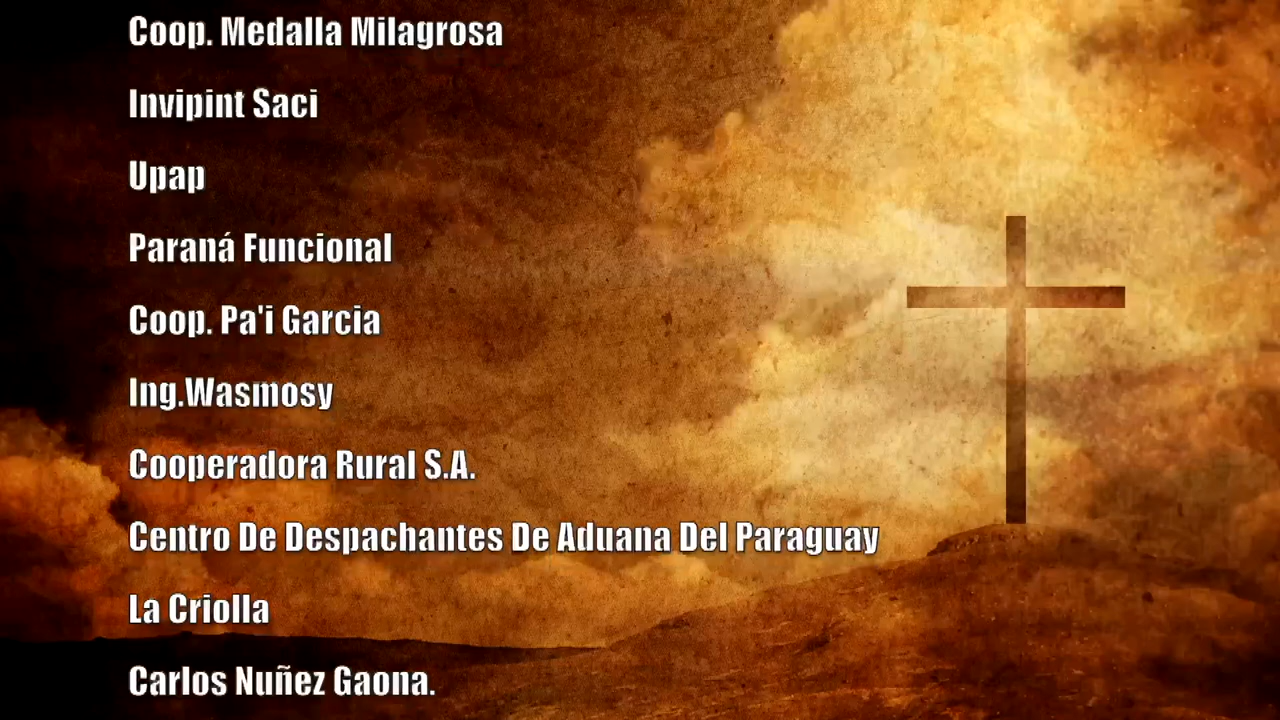 Coop. Medalla Milagrosa
Invipint Saci
Upap
Paraná Funcional
Coop. Pa'i Garcia
Ing.Wasmosy
Cooperadora Rural S.A.
Centro De Despachantes De Aduana Del Paraguay
La Criolla
Carlos Nuñez Gaona.